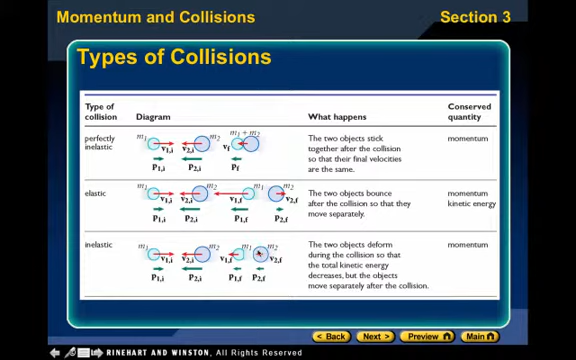 Momentum and Collisions
Section 3
Types of Collisions
Type of collision
Diagram
What happens
Conserved quantity
perfectly inelastic
m1
m2
m1 + m2
v1,i
v2,i
vf
p1,i
p2,i
pf
The two objects stick
together after the collision
so that their final velocities
are the same.
momentum
elastic
m1
m2
m1
m2
v1,i
v2,i
v1,f
v2,f
p1,i
p2,i
p1,f
p2,f
The two objects bounce
after the collision so that
they move separately.
momentum
kinetic energy
inelastic
m1
m2
m1
m2
v1,i
v2,i
v1,f
v2,f
p1,i
p2,i
p1,f
p2,f
The two objects deform
during the collision so that
the total kinetic energy
decreases, but the objects
move separately after the collision.
momentum
Back
Next
Preview
Main
RINEHART AND WINSTON, All Rights Reserved